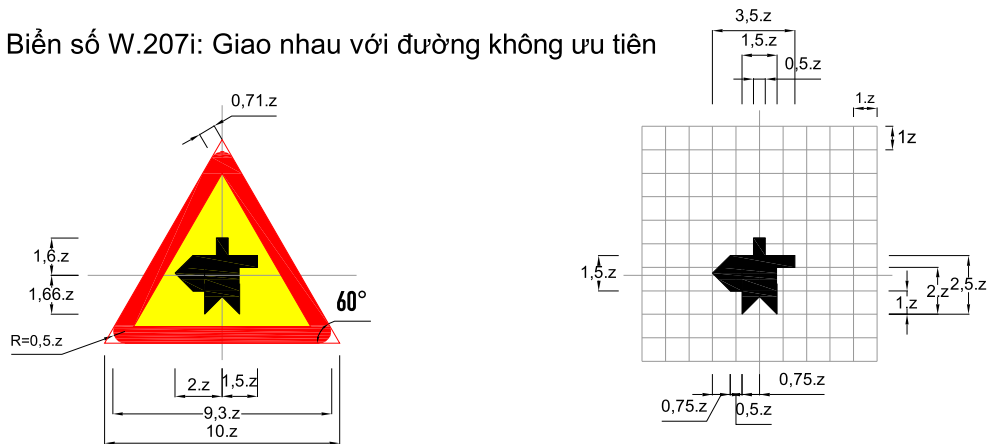 Biển số W.207i: Giao nhau với đường không ưu tiên
3,5.z
1,5.z
0,5.z
0,71.z
1.z
1z
1,6.z
1,66.z
60°
R=0,5.z
2.z
1,5.z
9,3.z
10.z
1,5.z
2,5.z
2.z
1.z
0,75.z
0,75.z
0,5.z